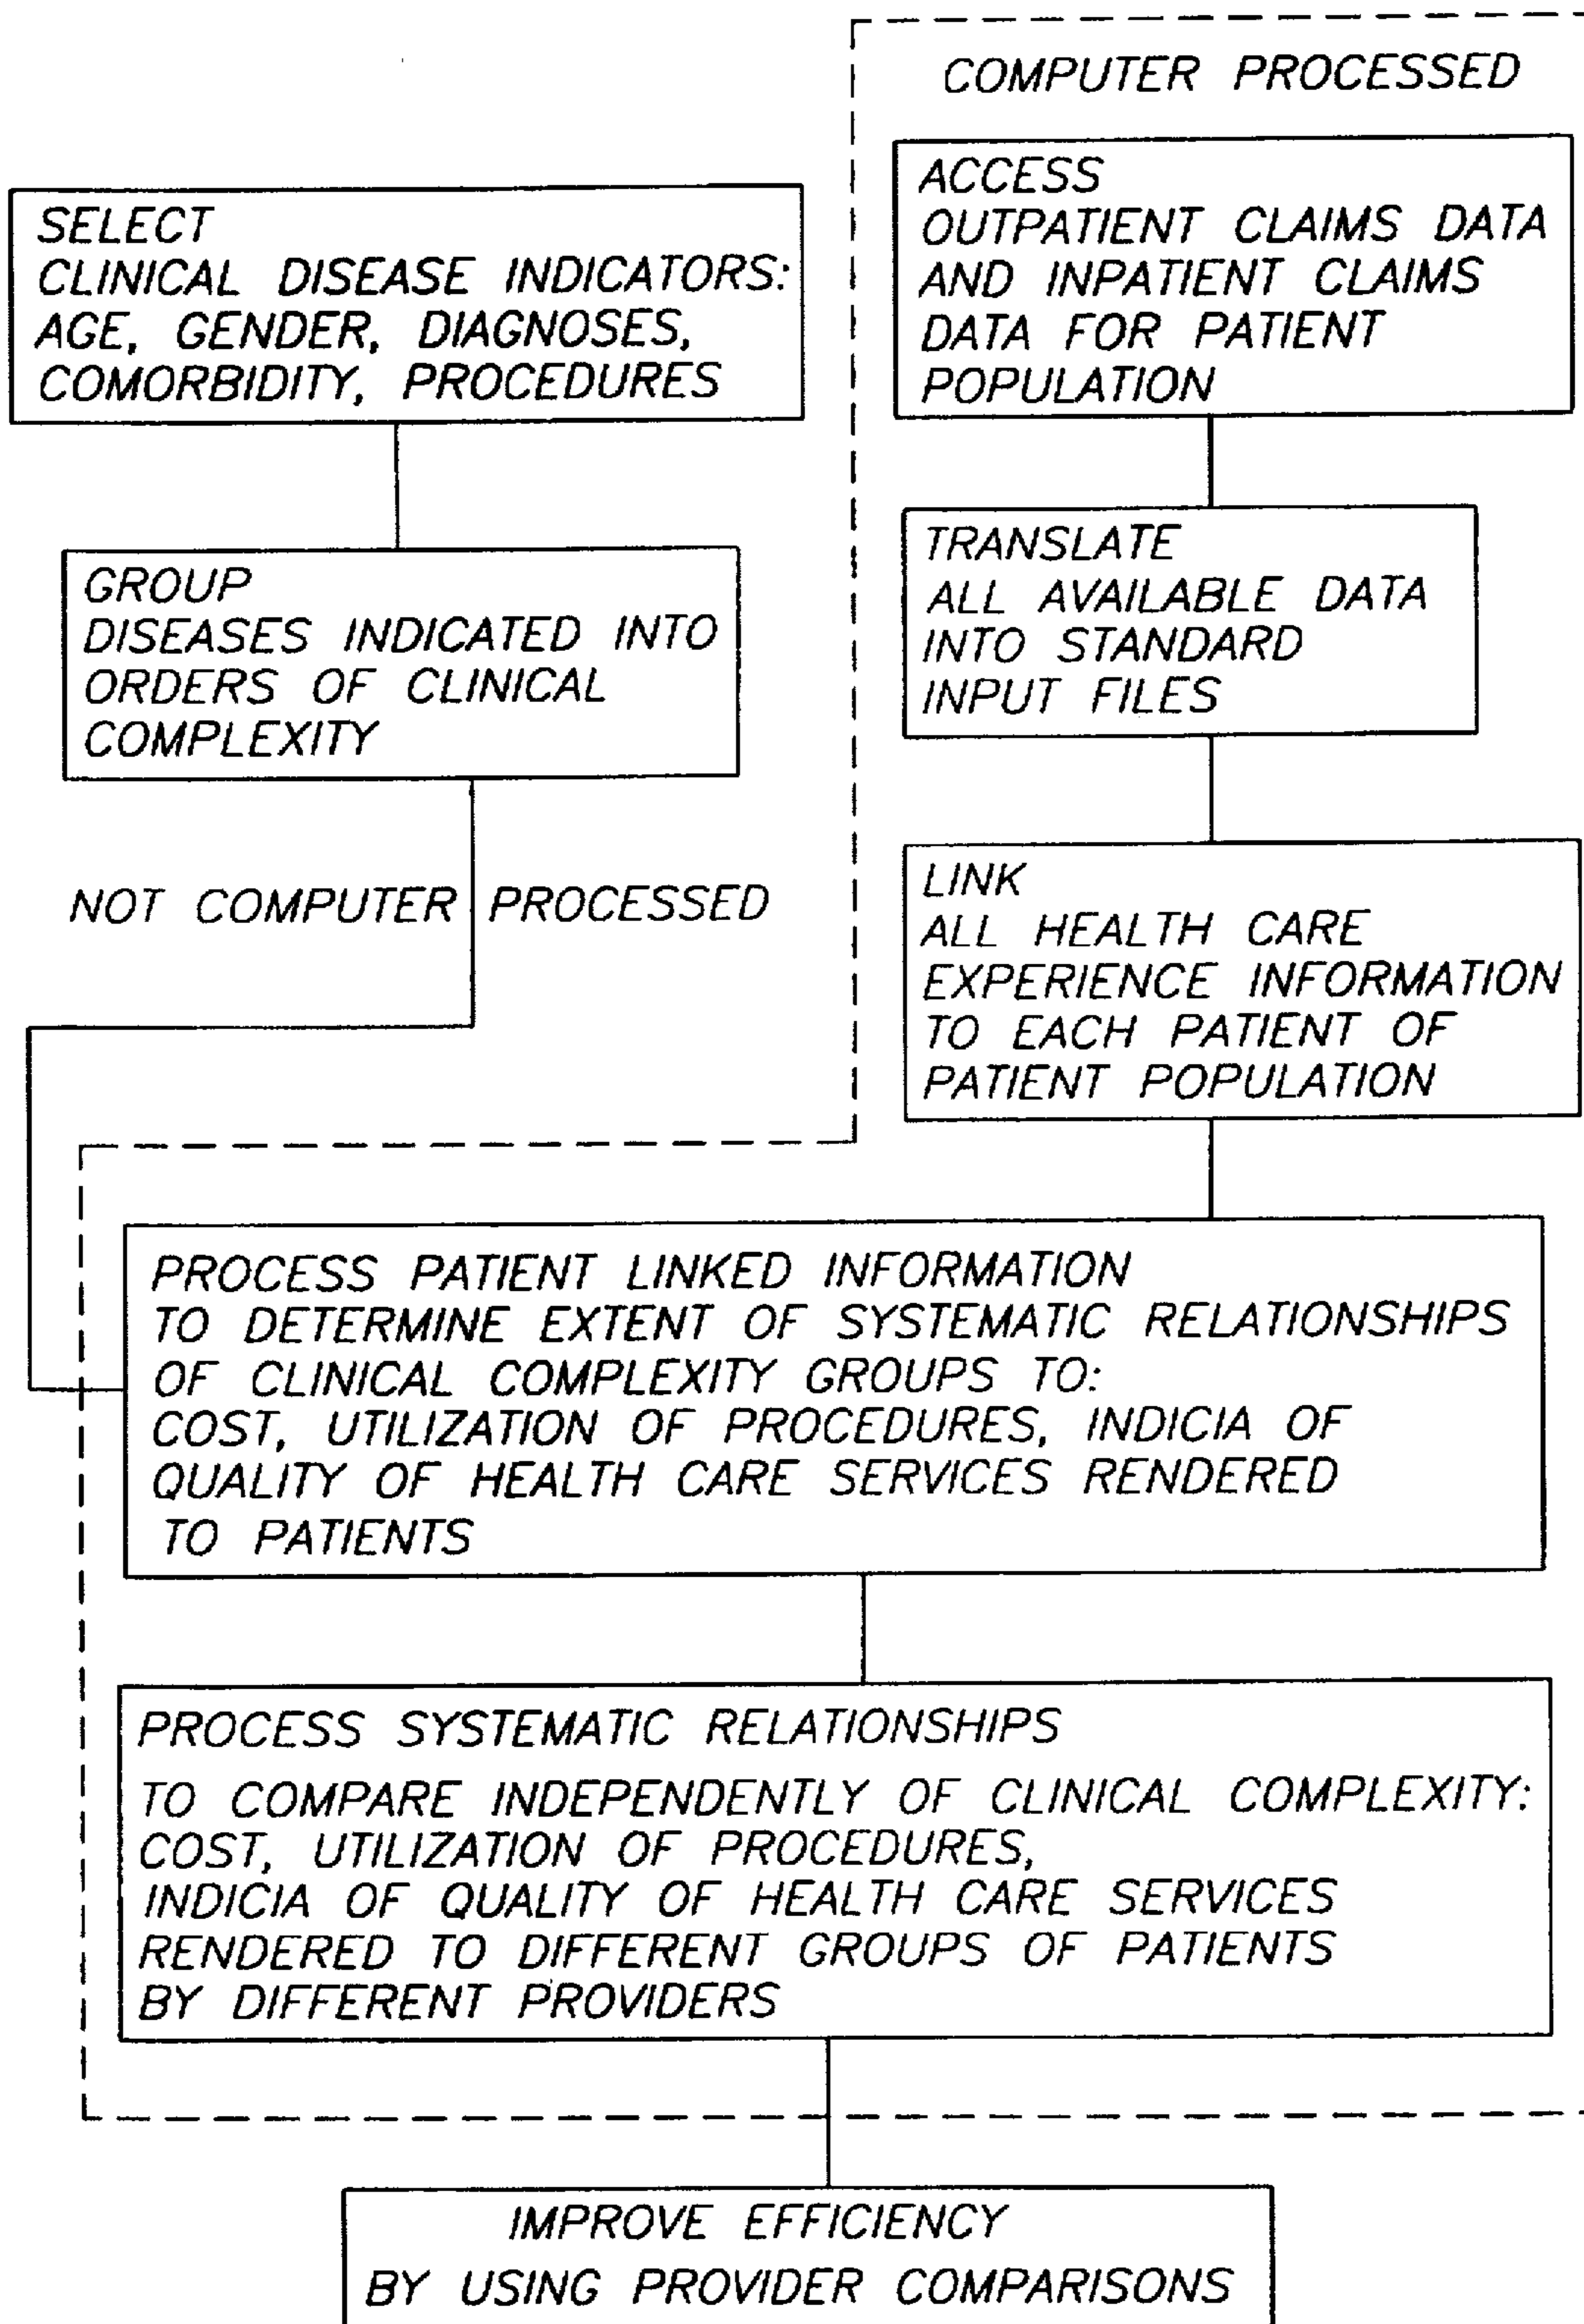 COMPUTER PROCESSED
SELECT
CLINICAL DISEASE INDICATORS:
AGE, GENDER, DIAGNOSES,
COMORBIDITY, PROCEDURES
GROUP
DISEASES INDICATED INTO
ORDERS OF CLINICAL
COMPLEXITY
NOT COMPUTER PROCESSED
ACCESS
OUTPATIENT CLAIMS DATA
AND INPATIENT CLAIMS
DATA FOR PATIENT
POPULATION
TRANSLATE
ALL AVAILABLE DATA
INTO STANDARD
INPUT FILES
LINK
ALL HEALTH CARE
EXPERIENCE INFORMATION
TO EACH PATIENT OF
PATIENT POPULATION
PROCESS PATIENT LINKED INFORMATION
TO DETERMINE EXTENT OF SYSTEMATIC RELATIONSHIPS
OF CLINICAL COMPLEXITY GROUPS TO:
COST, UTILIZATION OF PROCEDURES, INDICIA OF
QUALITY OF HEALTH CARE SERVICES RENDERED
TO PATIENTS
PROCESS SYSTEMATIC RELATIONSHIPS
TO COMPARE INDEPENDENTLY OF CLINICAL COMPLEXITY:
COST, UTILIZATION OF PROCEDURES,
INDICIA OF QUALITY OF HEALTH CARE SERVICES
RENDERED TO DIFFERENT GROUPS OF PATIENTS
BY DIFFERENT PROVIDERS
IMPROVE EFFICIENCY
BY USING PROVIDER COMPARISONS